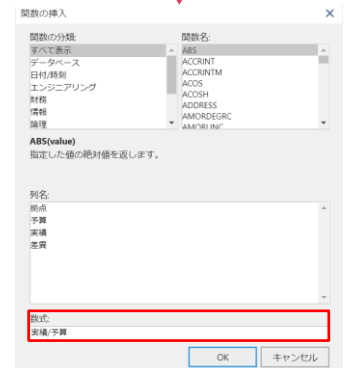 関数の挿入
関数の分類:
関数名:
すべて表示
データベース
日付/時刻
エンジニアリング
財務
情報
論理
ABS
ACCRINT
ACCRINTM
ACOS
ACOSH
ADDRESS
AMORDEGRC
AMORLINC
ABS(value)
指定した値の絶対値を返します。
列名:
拠点
予算
実績
差異
数式:
実績/予算
OK
キャンセル